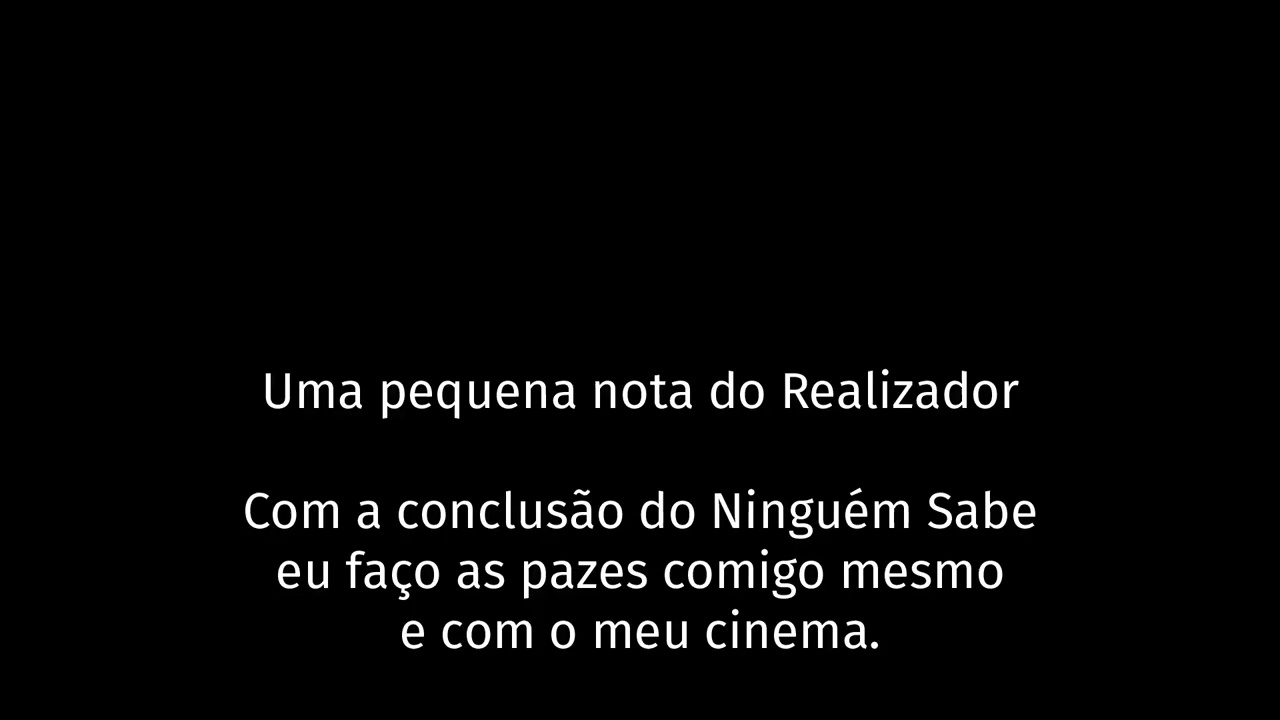 Uma pequena nota do Realizador
Com a conclusão do Ninguém Sabe
eu faço as pazes comigo mesmo
e com o meu cinema.